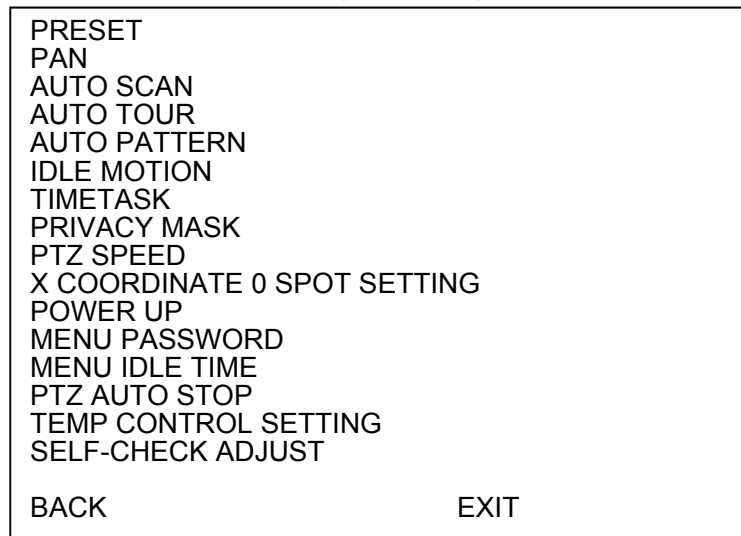 PRESET
PAN
AUTO SCAN
AUTO TOUR
AUTO PATTERN
IDLE MOTION
TIMETASK
PRIVACY MASK
PTZ SPEED
X COORDINATE 0 SPOT SETTING
POWER UP
MENU PASSWORD
MENU IDLE TIME
PTZ AUTO STOP
TEMP CONTROL SETTING
SELF-CHECK ADJUST
BACK EXIT